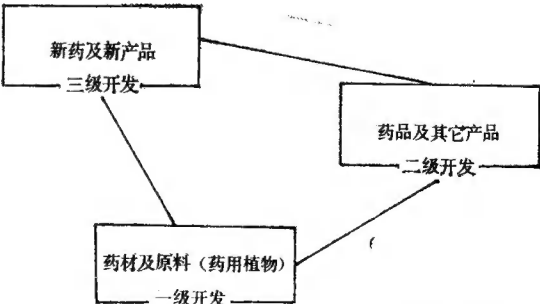 新药及新产品
三级开发
药品及其它产品
二级开发
药材及原料（药用植物）
一级开发